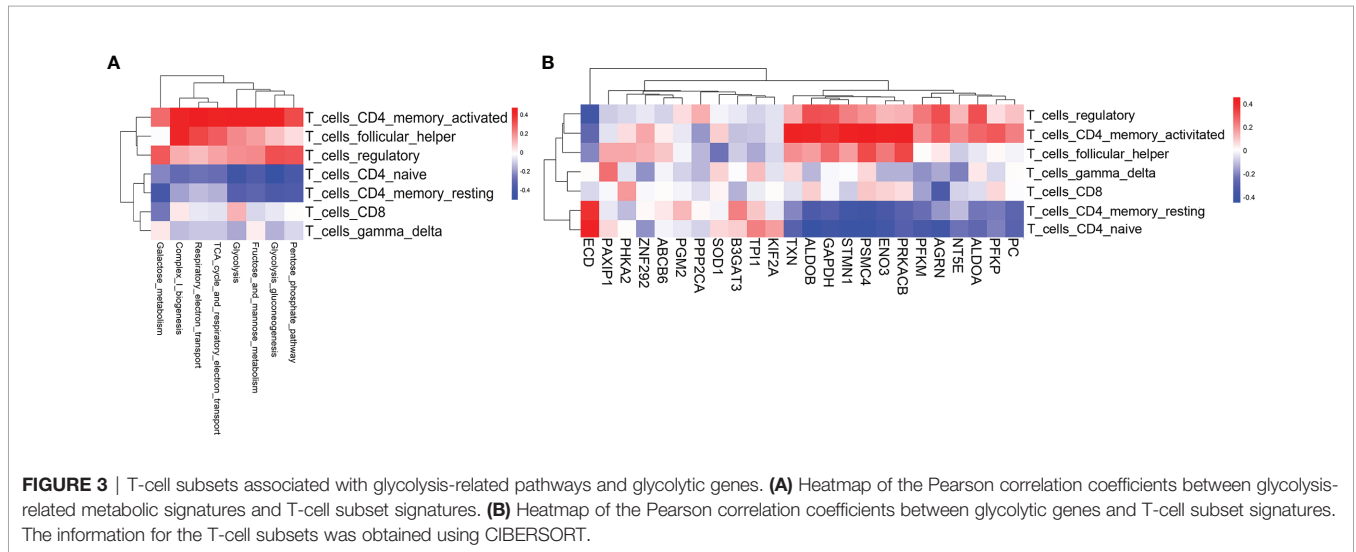 A
T_cells_CD4_memory_activated
T_cells_follicular_helper
T_cells_regulatory
T_cells_CD4_naive
T_cells_CD4_memory_resting
T_cells_CD8
T_cells_gamma_delta
0.4
0.2
0
-0.2
-0.4
Galactose_metabolism
Complex_I_biogenesis
Respiratory_electron_transport
TCA_cycle_and_respiratory_electron_transport
Glycolysis
Fructose_and_mannose_metabolism
Glycolysis_gluconeogenesis
Pentose_phosphate_pathway
B
T_cells_regulatory
T_cells_CD4_memory_activitated
T_cells_follicular_helper
T_cells_gamma_delta
T_cells_CD8
T_cells_CD4_memory_resting
T_cells_CD4_naive
0.4
0.2
0
-0.2
-0.4
ECD
PAXIP1
PHKA2
ZNF292
ABCB6
PGM2
PPP2CA
SOD1
B3GAT3
TPI1
KIF2A
TXN
ALDOB
GAPDH
STMN1
PSMC4
ENO3
PRKACB
PFKM
AGRN
NT5E
ALDOA
PFKP
PC
FIGURE 3 | T-cell subsets associated with glycolysis-related pathways and glycolytic genes. (A) Heatmap of the Pearson correlation coefficients between glycolysis-
related metabolic signatures and T-cell subset signatures. (B) Heatmap of the Pearson correlation coefficients between glycolytic genes and T-cell subset signatures.
The information for the T-cell subsets was obtained using CIBERSORT.